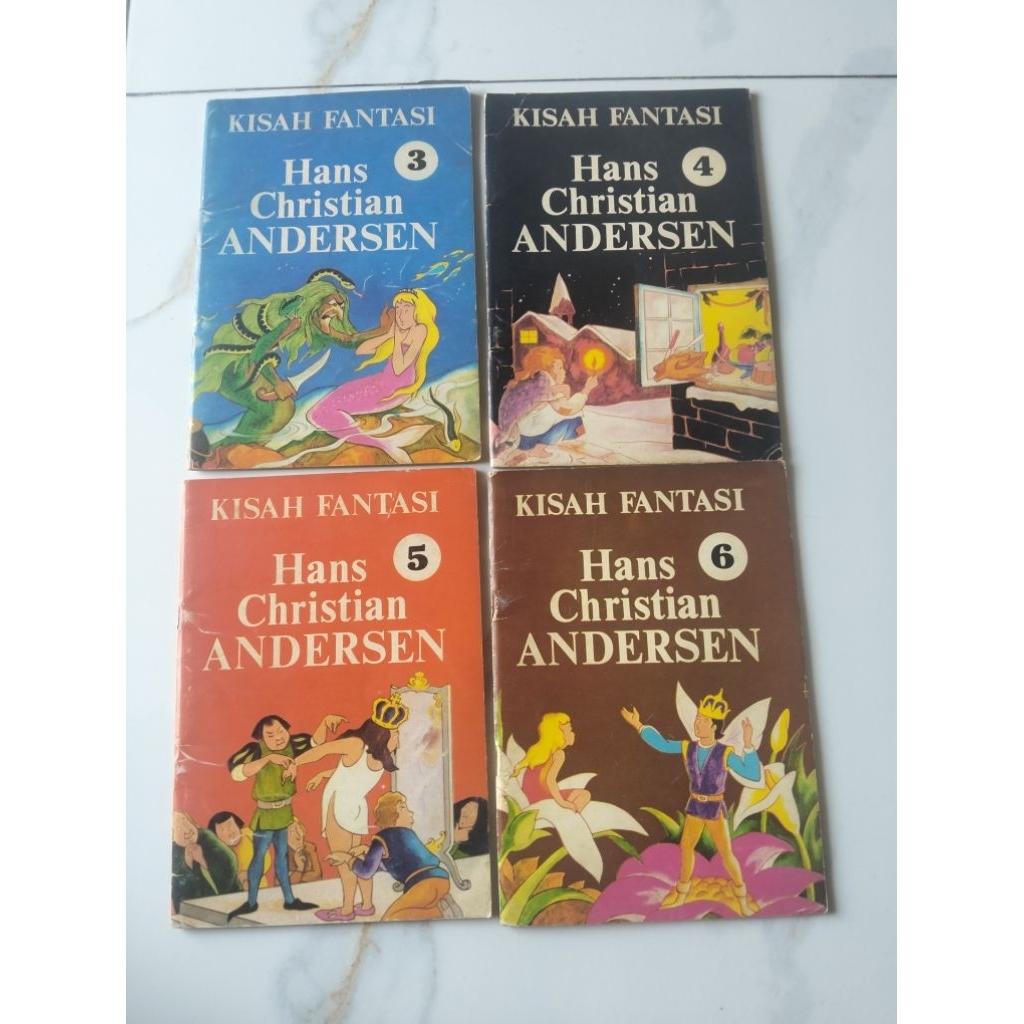 KISAH FANTASI
3
Hans
Christian
ANDERSEN
KISAH FANTASI
4
Hans
Christian
ANDERSEN
KISAH FANTASI
5
Hans
Christian
ANDERSEN
KISAH FANTASI
6
Hans
Christian
ANDERSEN